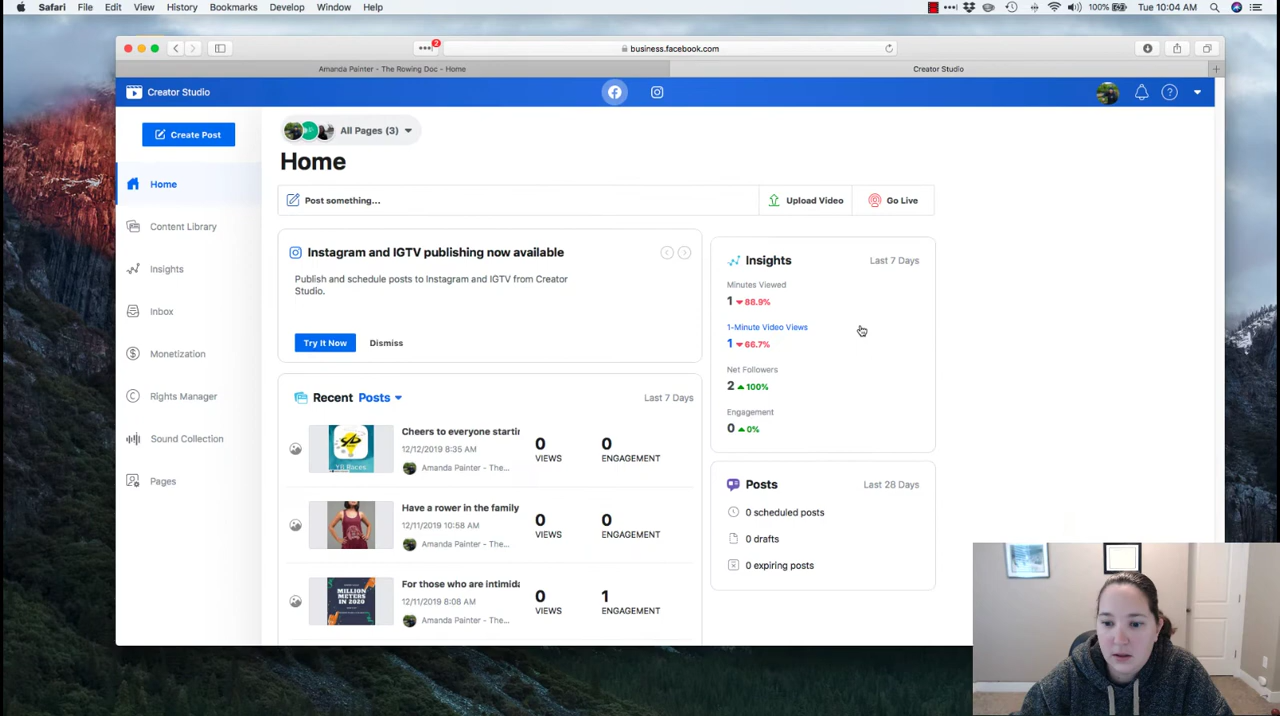 Safari File Edit View History Bookmarks Develop Window Help 100% Tue 10:04 AM
2
business.facebook.com
Amanda Painter - The Rowing Doc - Home
Creator Studio
Creator Studio
Create Post
All Pages (3)
Home
Home
Content Library
Insights
Inbox
Monetization
Rights Manager
Sound Collection
Pages
Post something...
Upload Video
Go Live
Instagram and IGTV publishing now available
Publish and schedule posts to Instagram and IGTV from Creator
Studio.
Try It Now
Dismiss
Insights
Last 7 Days
Minutes Viewed
1 88.9%
1-Minute Video Views
1 66.7%
Net Followers
2 100%
Engagement
0 0%
Recent Posts
Last 7 Days
Cheers to everyone startin
12/12/2019 8:35 AM
Amanda Painter - The...
0
VIEWS
0
ENGAGEMENT
Have a rower in the family
12/11/2019 10:58 AM
Amanda Painter - The...
0
VIEWS
0
ENGAGEMENT
MILLION
METERS
IN 2020
For those who are intimida
12/11/2019 8:08 AM
Amanda Painter - The...
0
VIEWS
1
ENGAGEMENT
Posts
Last 28 Days
0 scheduled posts
0 drafts
0 expiring posts